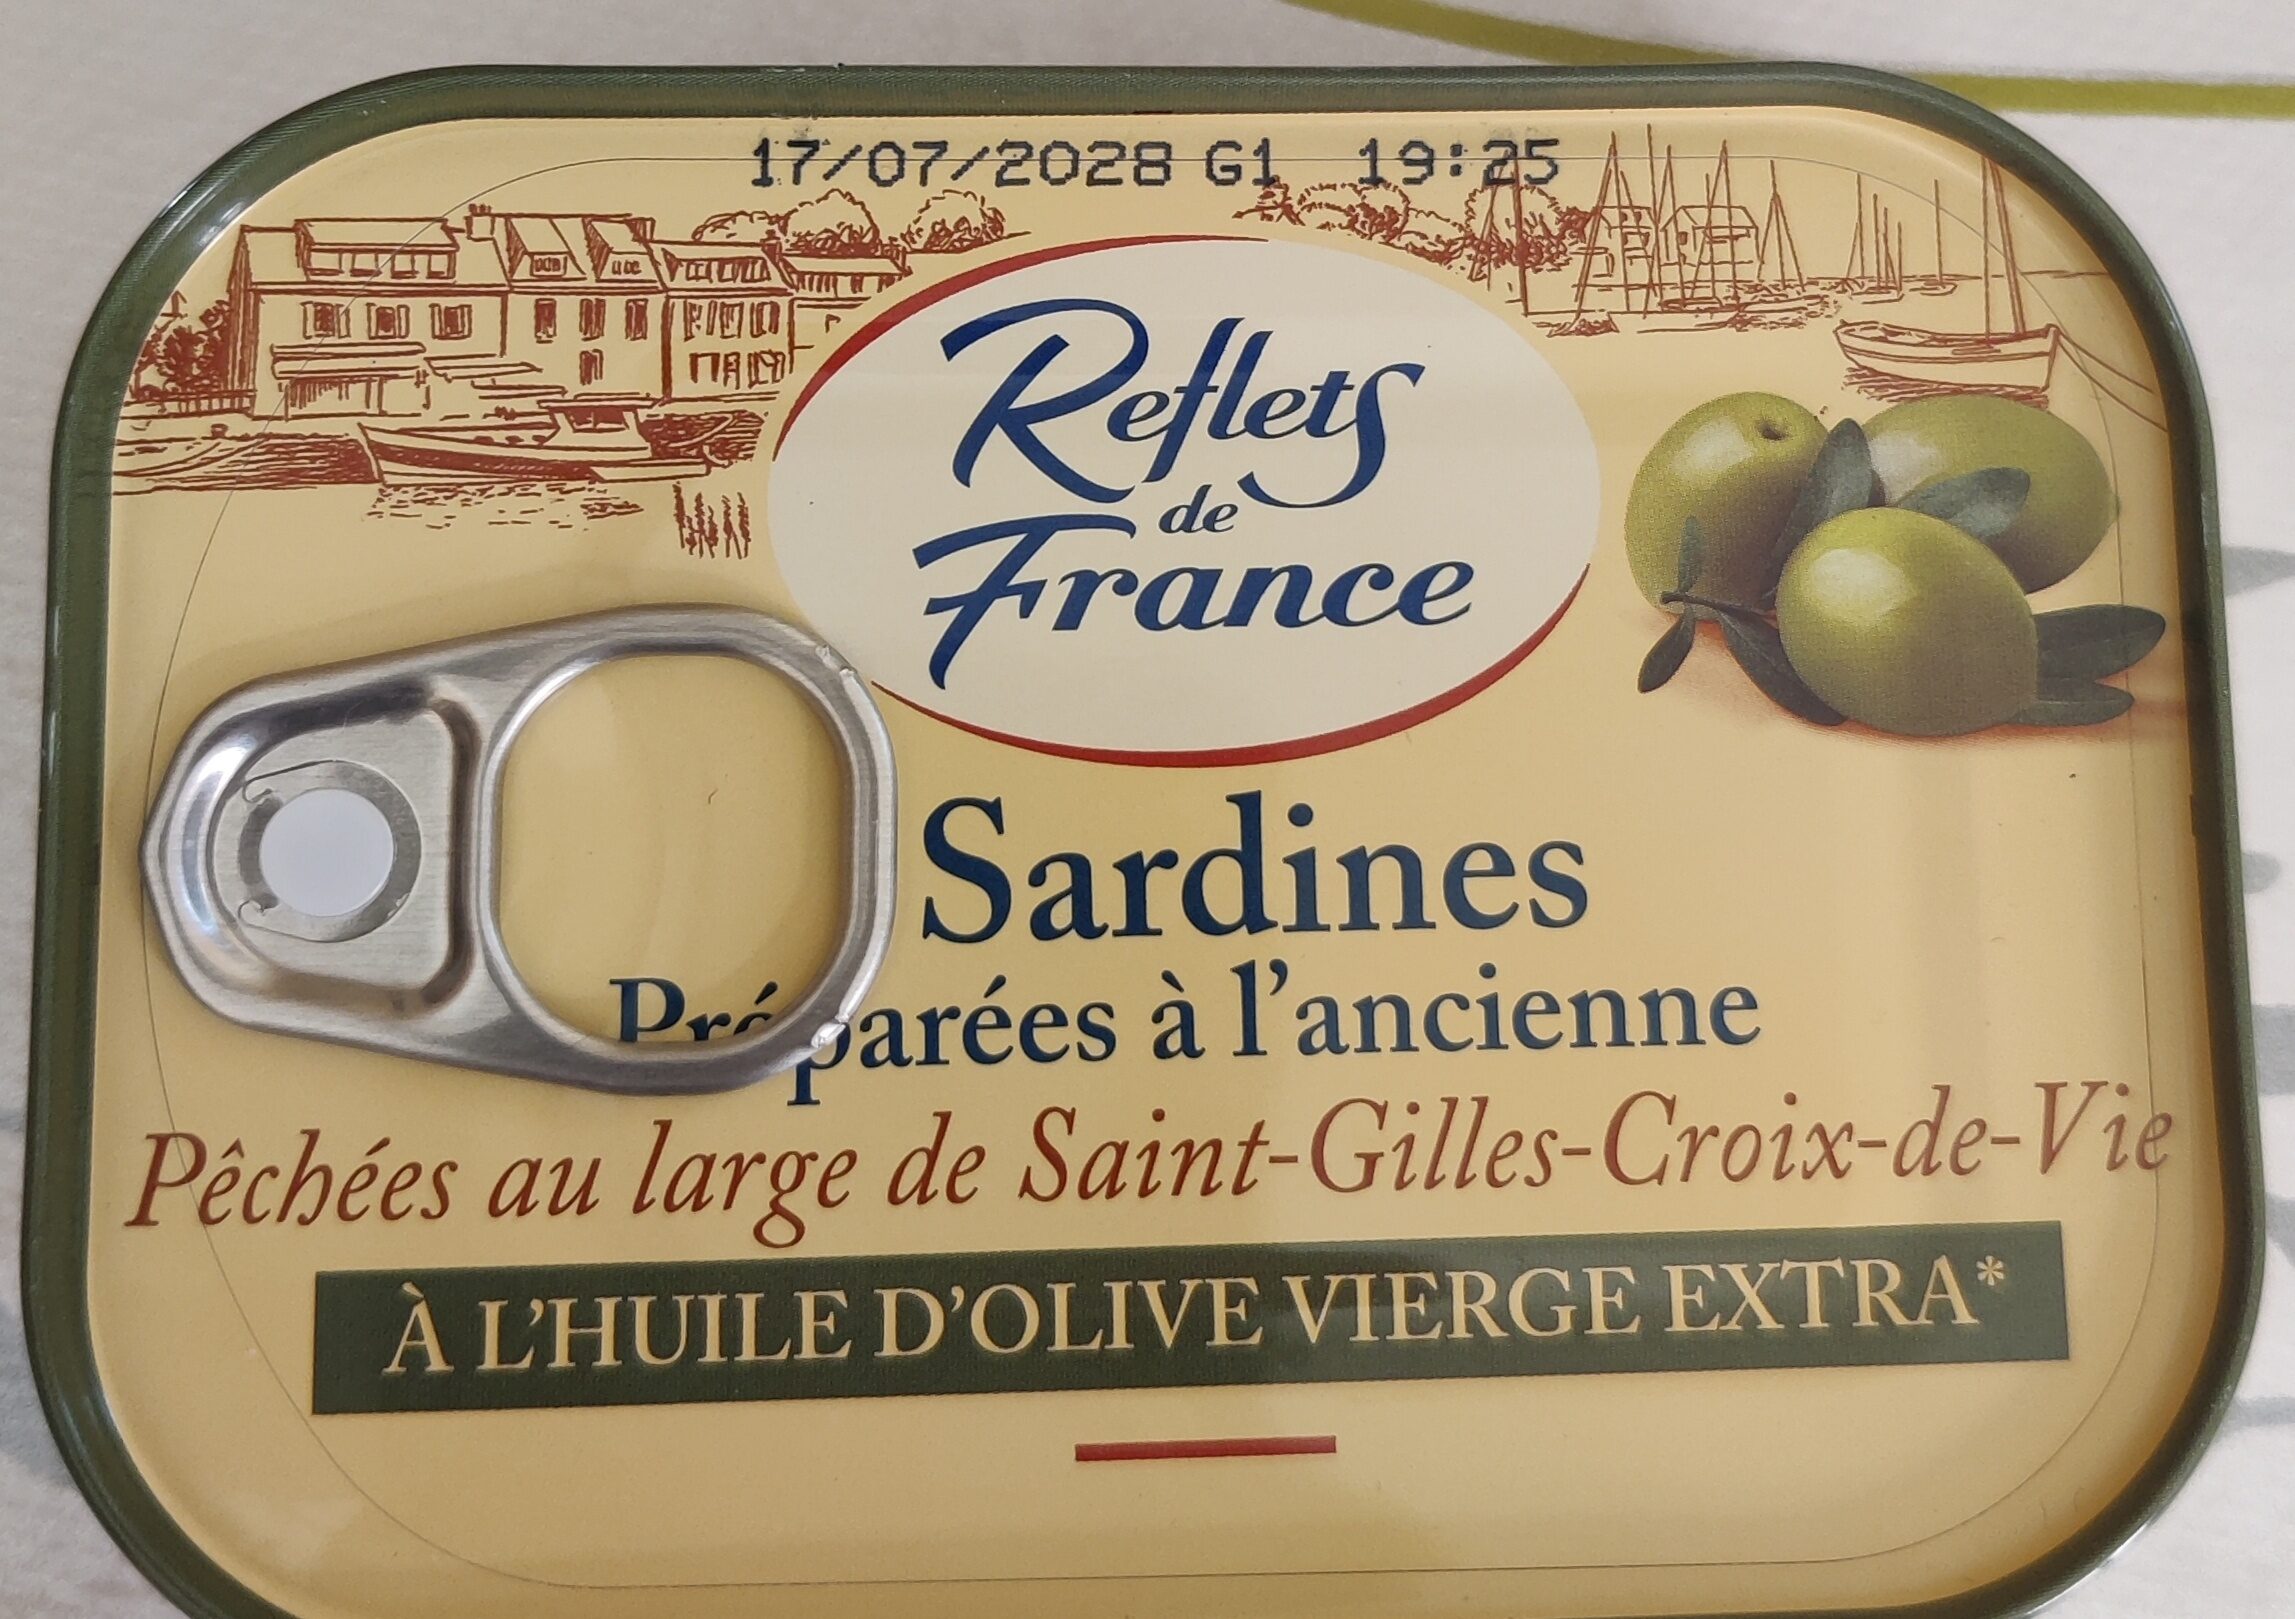 17/07/2028 G1 19:25
Reflets
de
France
Sardines
Préparées à l'ancienne
Pêchées au large de Saint-Gilles-Croix-de-Vie
À L'HUILE D'OLIVE VIERGE EXTRA*